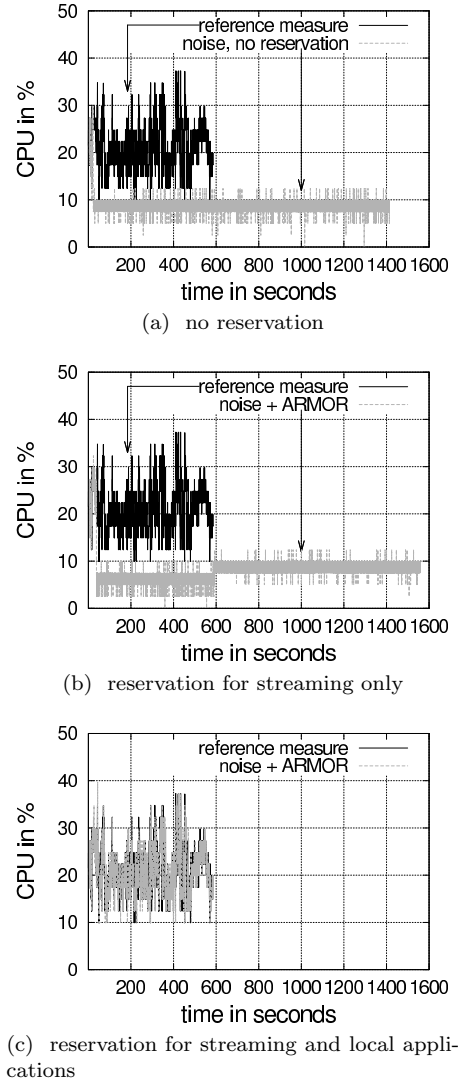 50
reference measure
noise, no reservation
40
30
20
10
0
CPU in %
200 400 600 800 1000 1200 1400 1600
time in seconds
(a) no reservation
50
reference measure
noise + ARMOR
40
30
20
10
0
CPU in %
200 400 600 800 1000 1200 1400 1600
time in seconds
(b) reservation for streaming only
50
reference measure
noise + ARMOR
40
30
20
10
0
CPU in %
200 400 600 800 1000 1200 1400 1600
time in seconds
(c) reservation for streaming and local appli-
cations